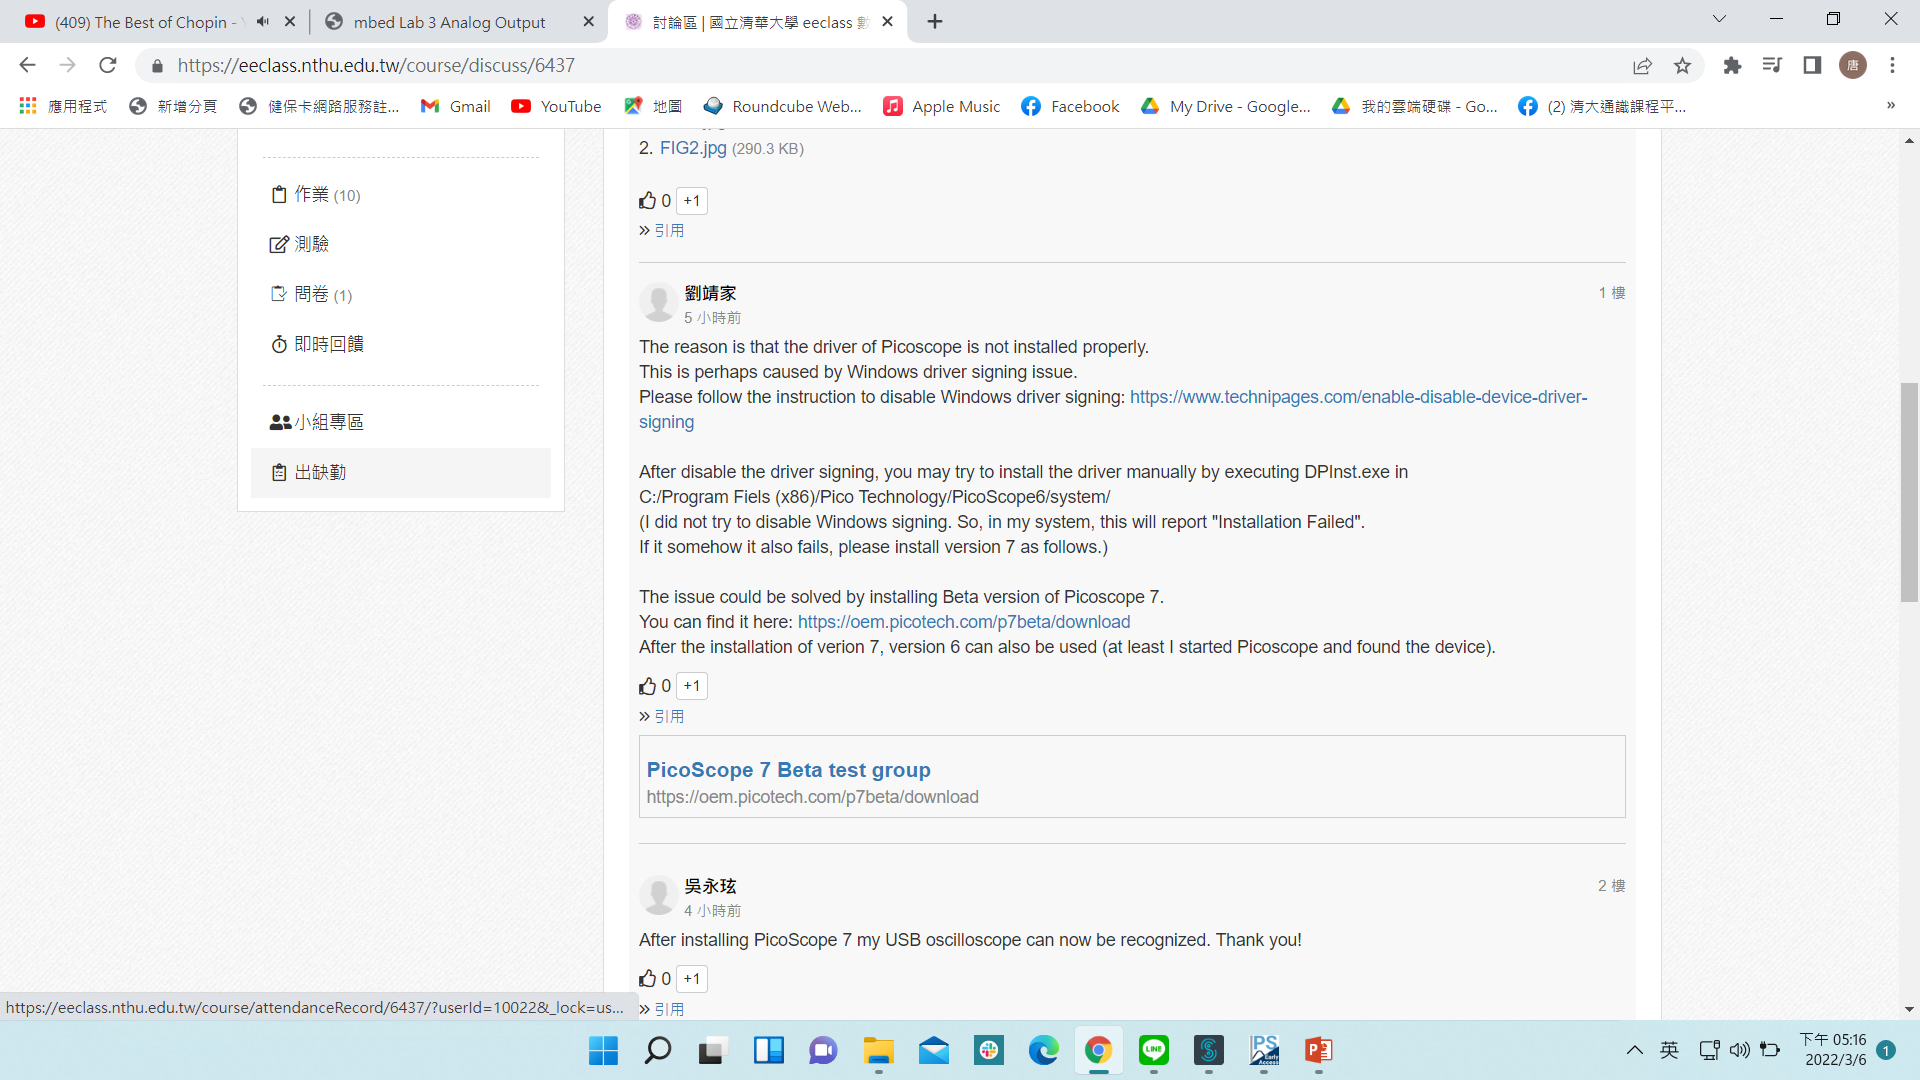 (409) The Best of Chopin -
mbed Lab 3 Analog Output
討論區 | 國立清華大學 eeclass 數
https://eeclass.nthu.edu.tw/course/discuss/6437
唐
應用程式
新增分頁
健保卡網路服務註...
Gmail
YouTube
地圖
Roundcube Web...
Apple Music
Facebook
My Drive - Google...
我的雲端硬碟 - Go...
(2) 清大通識課程平...
»
作業 (10)
測驗
問卷 (1)
即時回饋
小組專區
出缺勤
2. FIG2.jpg (290.3 KB)
0 +1
» 引用
劉靖家
1 樓
5 小時前
The reason is that the driver of Picoscope is not installed properly.
This is perhaps caused by Windows driver signing issue.
Please follow the instruction to disable Windows driver signing: https://www.technipages.com/enable-disable-device-driver-
signing
After disable the driver signing, you may try to install the driver manually by executing DPInst.exe in
C:/Program Fiels (x86)/Pico Technology/PicoScope6/system/
(I did not try to disable Windows signing. So, in my system, this will report "Installation Failed".
If it somehow it also fails, please install version 7 as follows.)
The issue could be solved by installing Beta version of Picoscope 7.
You can find it here: https://oem.picotech.com/p7beta/download
After the installation of verion 7, version 6 can also be used (at least I started Picoscope and found the device).
0 +1
» 引用
PicoScope 7 Beta test group
https://oem.picotech.com/p7beta/download
吳永玹
2 樓
4 小時前
After installing PicoScope 7 my USB oscilloscope can now be recognized. Thank you!
0 +1
» 引用
https://eeclass.nthu.edu.tw/course/attendanceRecord/6437/?userId=10022&_lock=us...
LINE
PS
Early
Access
P
英
下午 05:16
2022/3/6
1